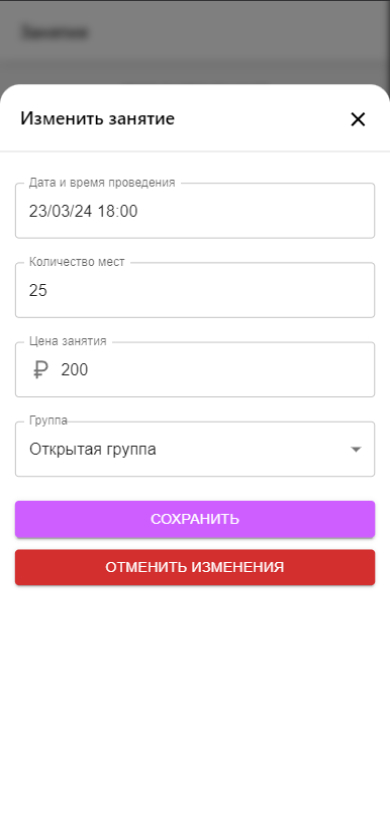 Занятия
Изменить занятие
Дата и время проведения
23/03/24 18:00
Количество мест
25
Цена занятия
₽ 200
Группа
Открытая группа
СОХРАНИТЬ
ОТМЕНИТЬ ИЗМЕНЕНИЯ